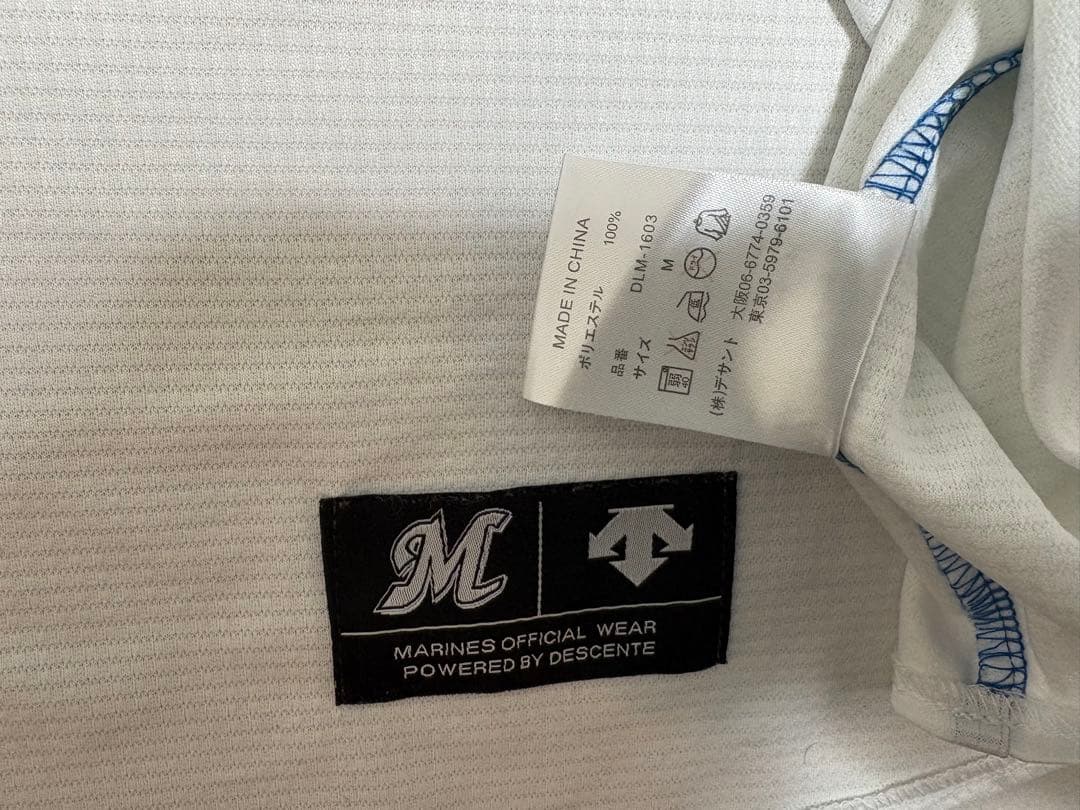 MADE IN CHINA
ポリエステル 100%
品番 DLM-1603
サイズ M
弱
40
(株)デサント 大阪06-6774-0359
東京03-5979-6101
M
MARINES OFFICIAL WEAR
POWERED BY DESCENTE